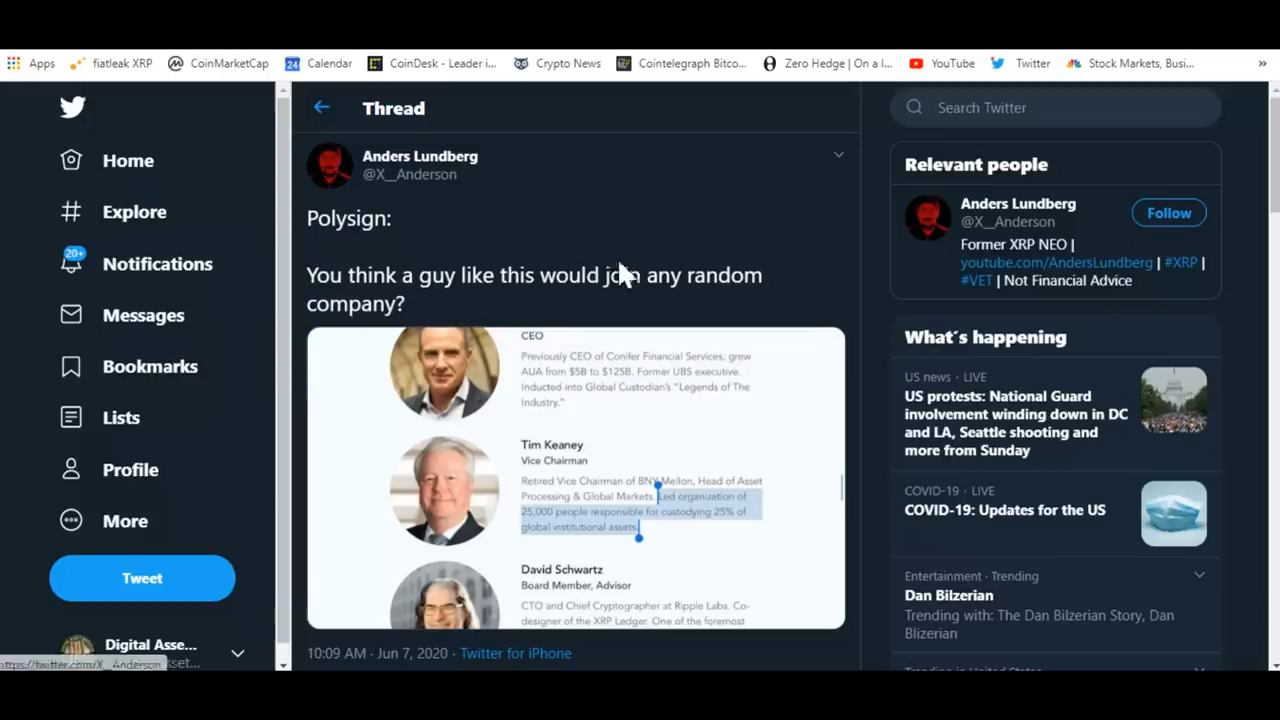 Apps
fiatleak XRP
CoinMarketCap
Calendar
CoinDesk - Leader i...
Crypto News
Cointelegraph Bitco...
Zero Hedge | On a l...
YouTube
Twitter
Stock Markets, Busi...
»
Home
Explore
20+
Notifications
Messages
Bookmarks
Lists
Profile
More
Tweet
Digital Asse...
https://twitter.com/X__Anderson
sset...
Thread
Anders Lundberg
@X__Anderson
Polysign:
You think a guy like this would join any random
company?
CEO
Previously CEO of Conifer Financial Services; grew
AUA from $5B to $125B. Former UBS executive.
Inducted into Global Custodian's "Legends of The
Industry."
Tim Keaney
Vice Chairman
Retired Vice Chairman of BNY Mellon, Head of Asset
Processing & Global Markets. Led organization of
25,000 people responsible for custodying 25% of
global institutional assets.
David Schwartz
Board Member, Advisor
CTO and Chief Cryptographer at Ripple Labs. Co-
designer of the XRP Ledger. One of the foremost
10:09 AM · Jun 7, 2020 · Twitter for iPhone
Search Twitter
Relevant people
Anders Lundberg
@X__Anderson
Follow
Former XRP NEO |
youtube.com/AndersLundberg | #XRP |
#VET | Not Financial Advice
What´s happening
US news · LIVE
US protests: National Guard
involvement winding down in DC
and LA, Seattle shooting and
more from Sunday
COVID-19 · LIVE
COVID-19: Updates for the US
Entertainment · Trending
Dan Bilzerian
Trending with: The Dan Bilzerian Story, Dan
Blizerian
Trending in United States